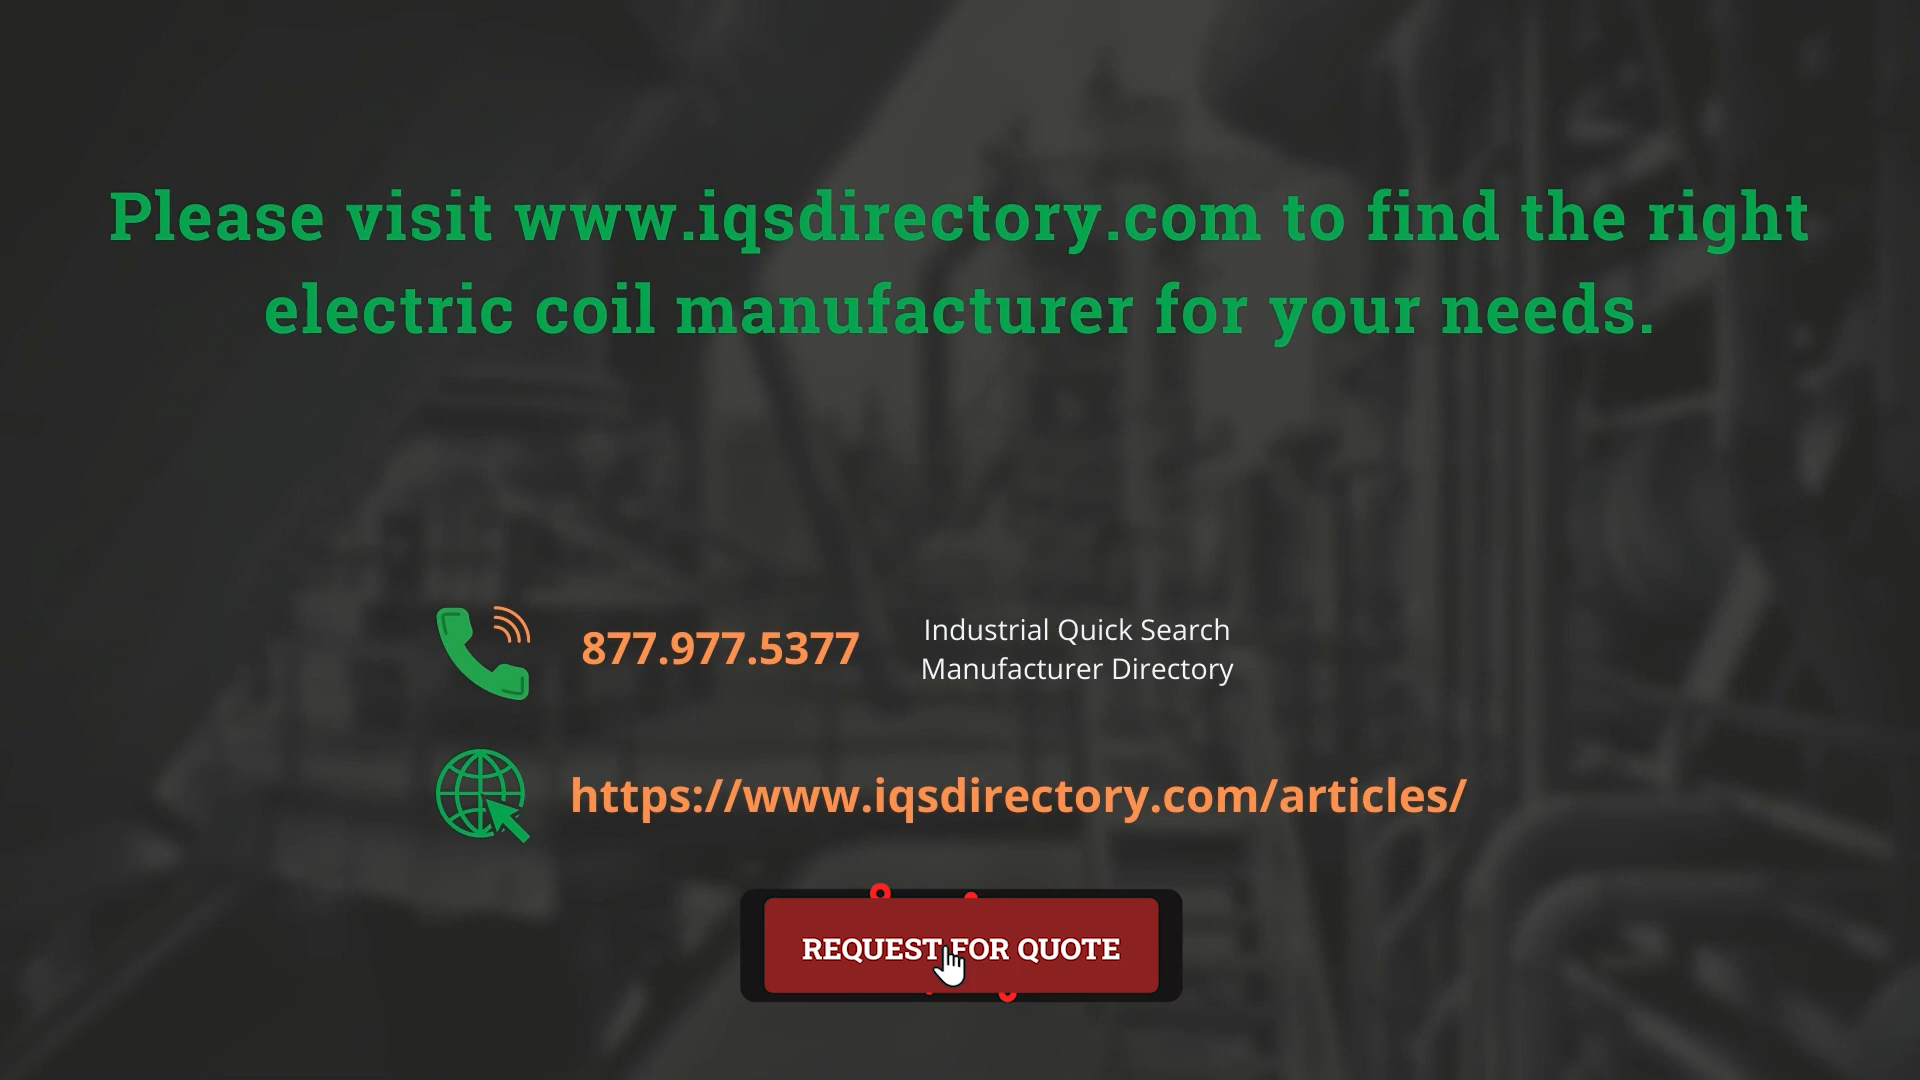 Please visit www.iqsdirectory.com to find the right
electric coil manufacturer for your needs.
877.977.5377
Industrial Quick Search
Manufacturer Directory
https://www.iqsdirectory.com/articles/
REQUEST FOR QUOTE